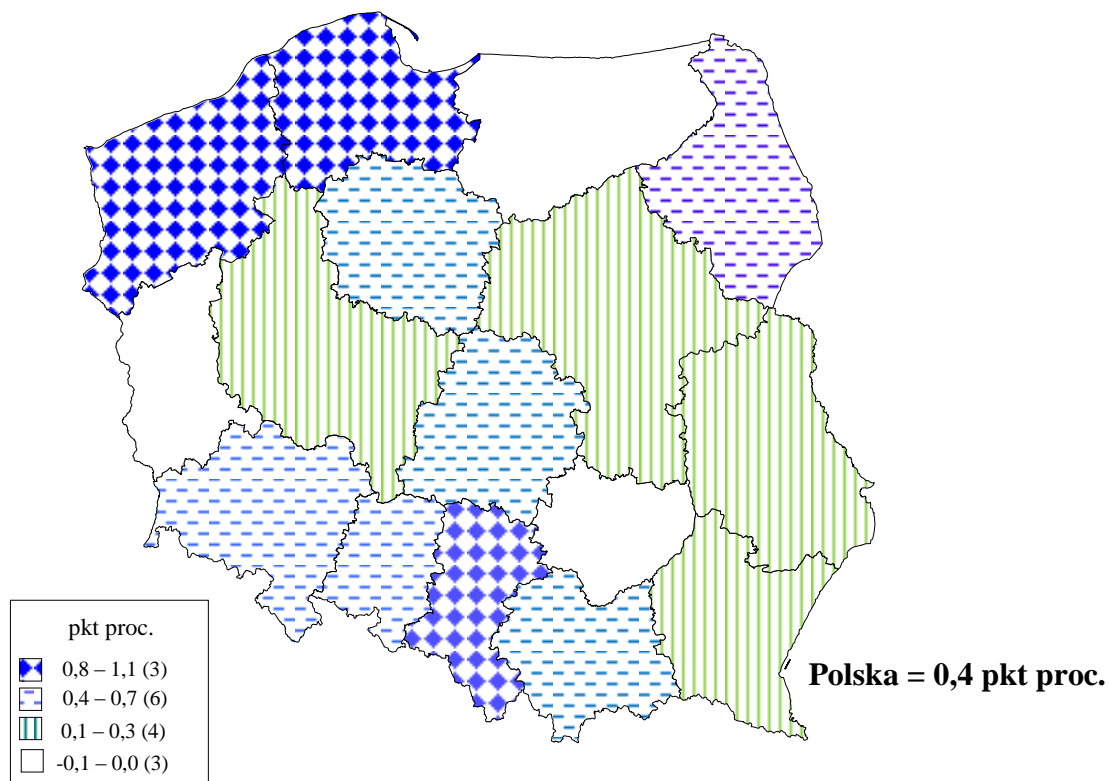 pkt proc.
0,8 – 1,1 (3)
0,4 – 0,7 (6)
0,1 – 0,3 (4)
-0,1 – 0,0 (3)
Polska = 0,4 pkt proc.